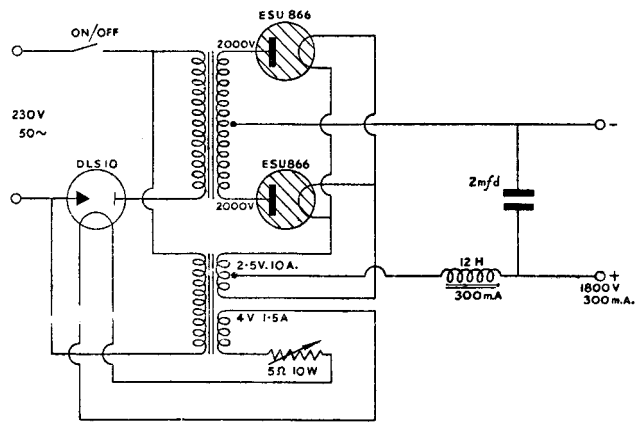 ESU 866
ON/OFF
2000V
230V
50~
DLS10
ESU866
2mfd
2000V
2·5V. 10A.
12 H
300mA
+
1800V
300 m.A.
4V 1·5A
5Ω 10W
-